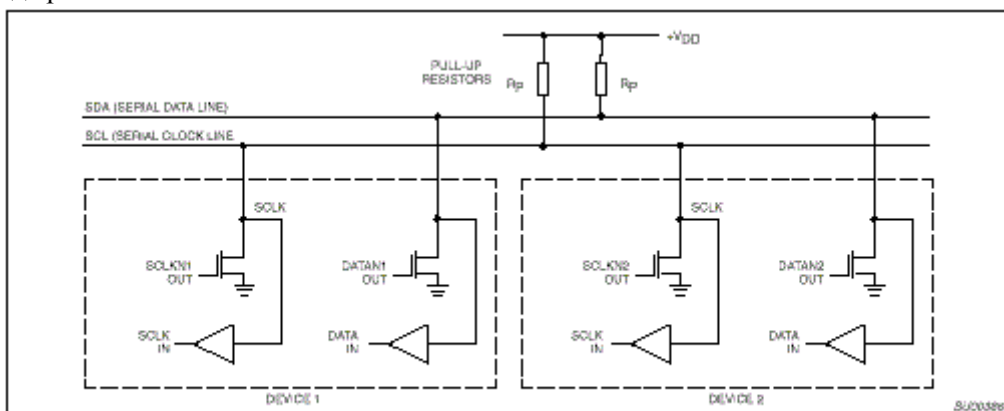 +VDD
PULL-UP
RESISTORS
RP
RP
SDA (SERIAL DATA LINE)
SCL (SERIAL CLOCK LINE
SCLK
SCLK
SCLKN1
OUT
DATAN1
OUT
SCLKN2
OUT
DATAN2
OUT
SCLK
IN
DATA
IN
SCLK
IN
DATA
IN
DEVICE 1
DEVICE 2